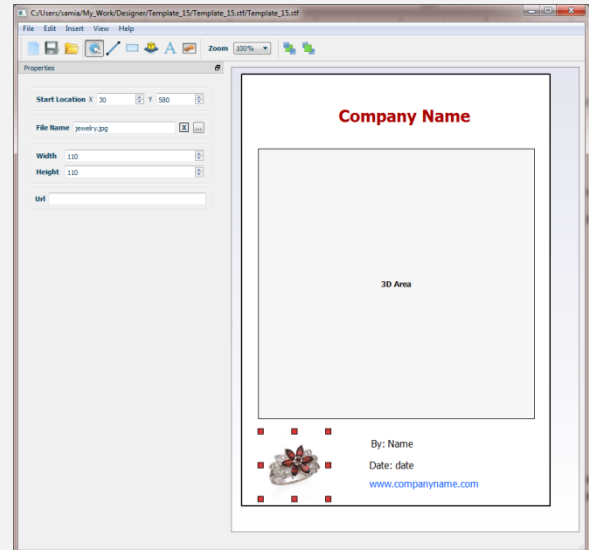 C:/Users/samia/My_Work/Designer/Template_15/Template_15.stf/Template_15.stf
File Edit Insert View Help
A Zoom 100%
Properties
Start Location X 30 Y 580
File Name jewelry.jpg X ...
Width 110
Height 110
Url
Company Name
3D Area
By: Name
Date: date
www.companyname.com